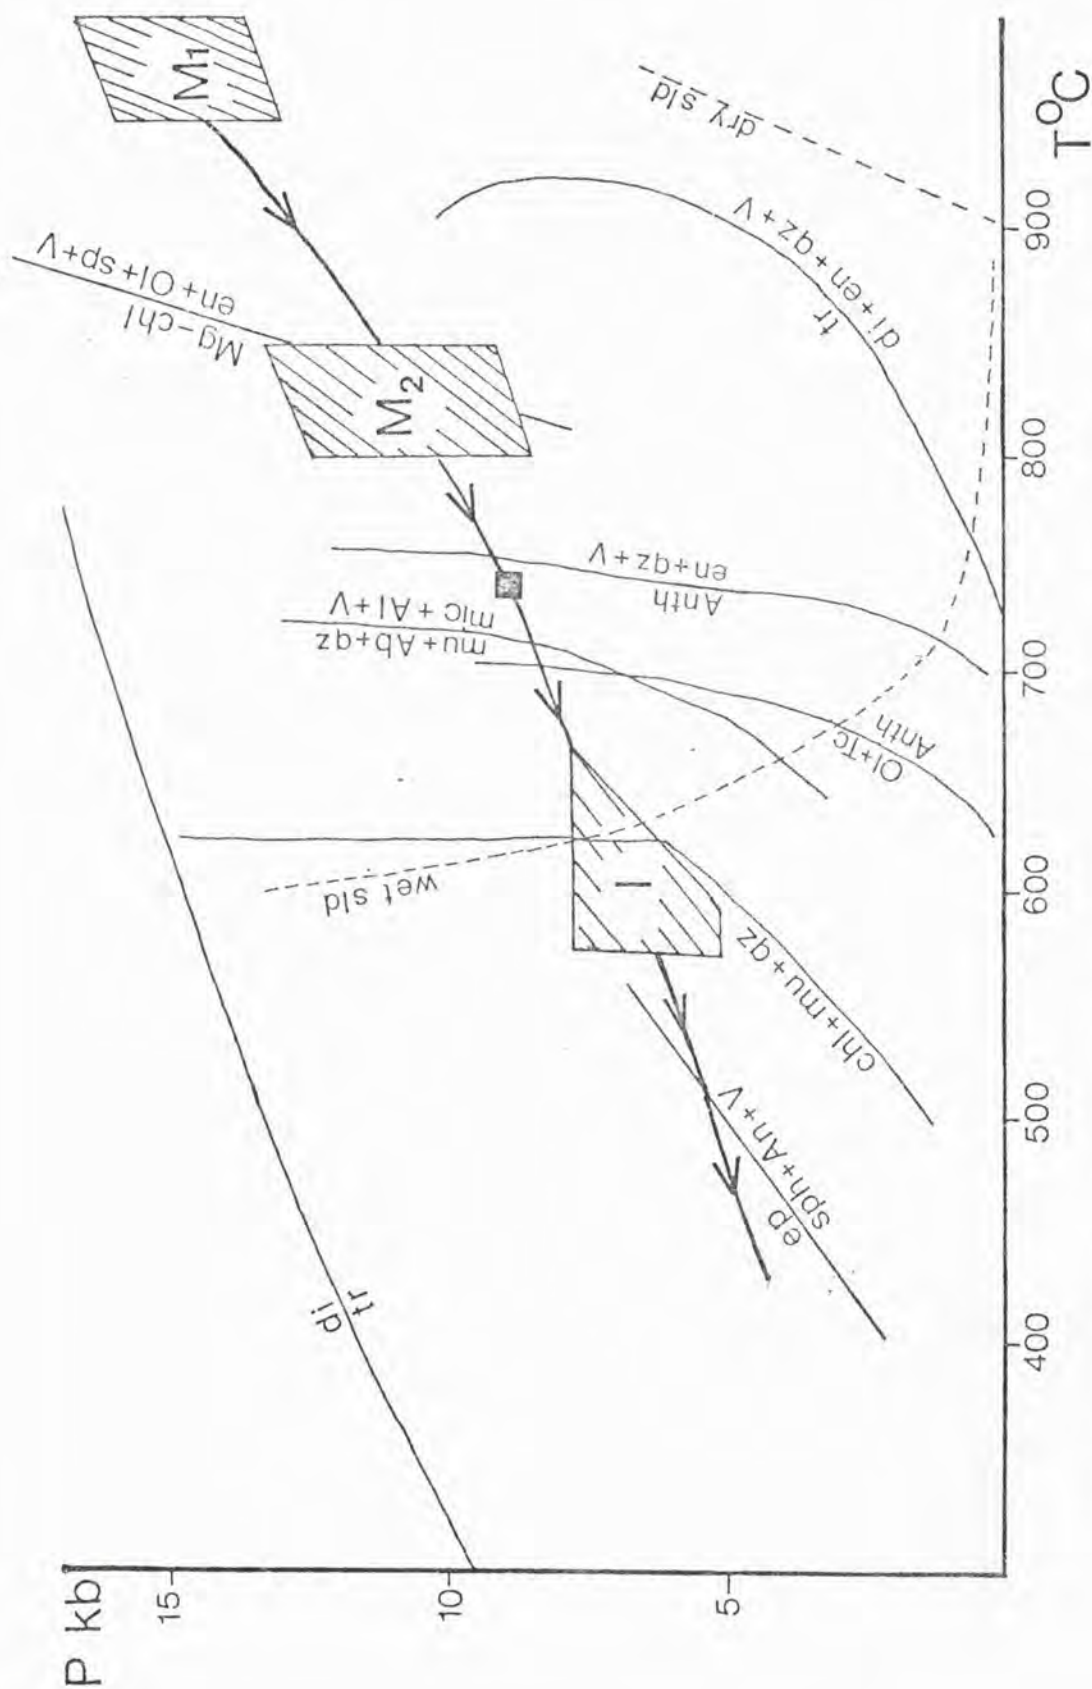 P kb
15
10
5
T°C
400
500
600
700
800
900
M1
M2
I
di
tr
Mg-chl
en+Ol+sp+V
wet sld
dry sld
mu+Ab+qz
mic+Al+V
Anth
en+qz+V
tr
di+en+qz+V
Ol+Tc
Anth
chl+mu+qz
ep
sph+An+V